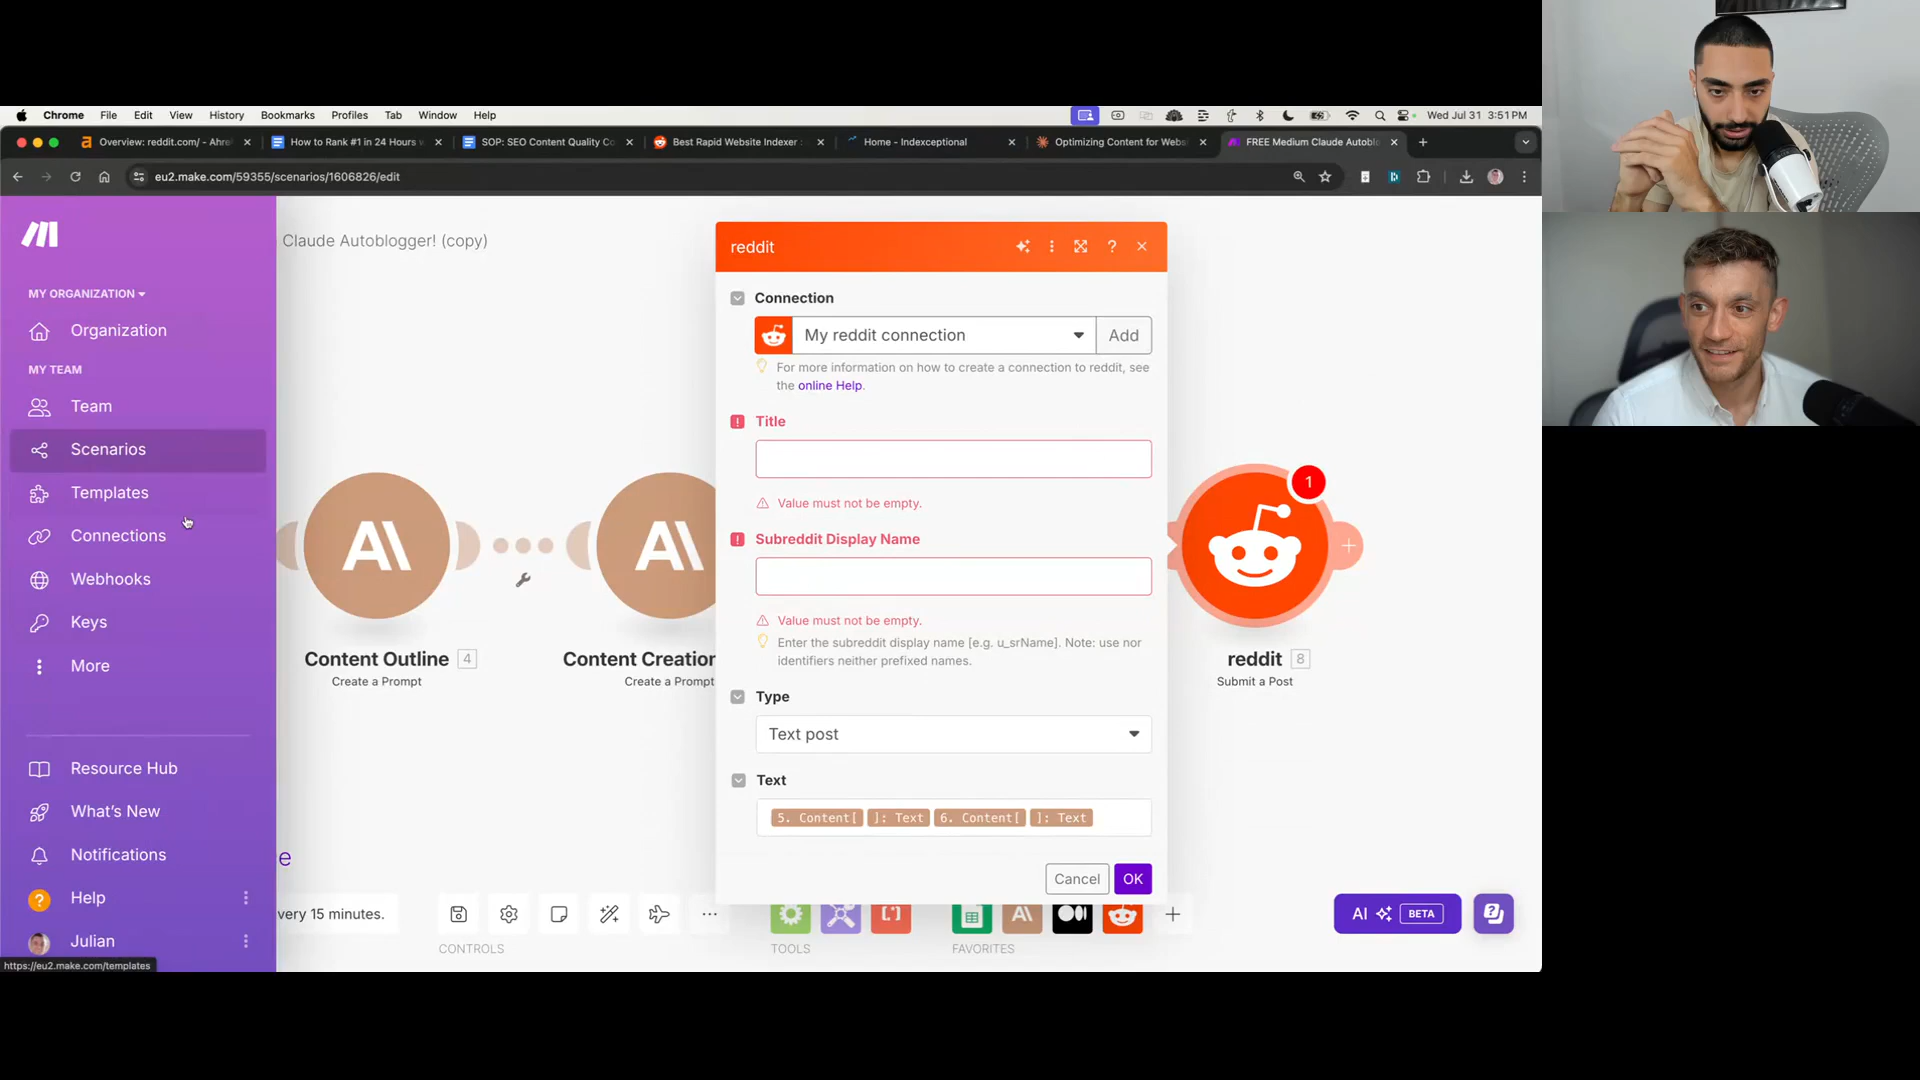 Chrome File Edit View History Bookmarks Profiles Tab Window Help Wed Jul 31 3:51 PM
Overview: reddit.com/ - Ahre
How to Rank #1 in 24 Hours v
SOP: SEO Content Quality Co
Best Rapid Website Indexer :
Home - Indexceptional
Optimizing Content for Webs
FREE Medium Claude Autoblo
eu2.make.com/59355/scenarios/1606826/edit
MY ORGANIZATION
Organization
MY TEAM
Team
Scenarios
Templates
Connections
Webhooks
Keys
More
Resource Hub
What's New
Notifications
Help
Julian
https://eu2.make.com/templates
Claude Autoblogger! (copy)
Content Outline 4
Create a Prompt
Content Creation
Create a Prompt
reddit
Connection
My reddit connection
Add
For more information on how to create a connection to reddit, see
the online Help.
Title
Value must not be empty.
Subreddit Display Name
Value must not be empty.
Enter the subreddit display name [e.g. u_srName]. Note: use nor
identifiers neither prefixed names.
Type
Text post
Text
5. Content[ ]: Text 6. Content[ ]: Text
Cancel OK
1
reddit 8
Submit a Post
e
very 15 minutes.
CONTROLS
TOOLS
FAVORITES
AI BETA